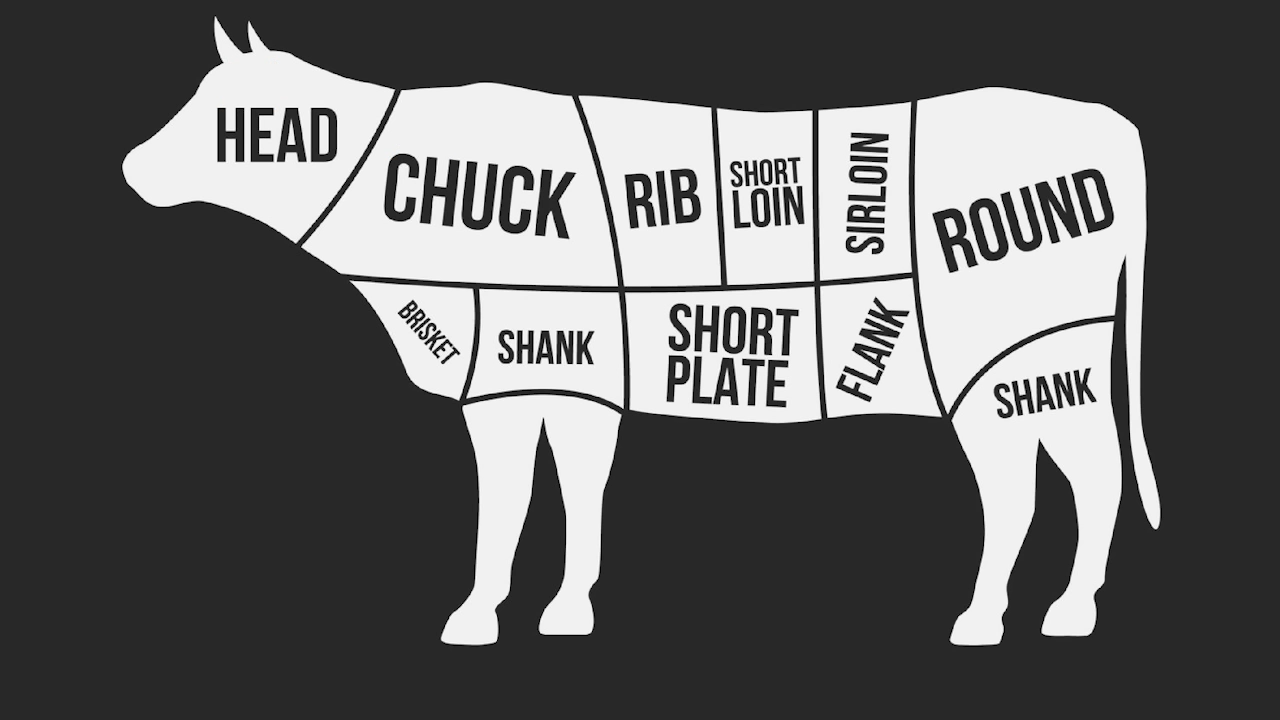 HEAD
CHUCK
RIB
SHORT
LOIN
SIRLOIN
ROUND
BRISKET
SHANK
SHORT
PLATE
FLANK
SHANK